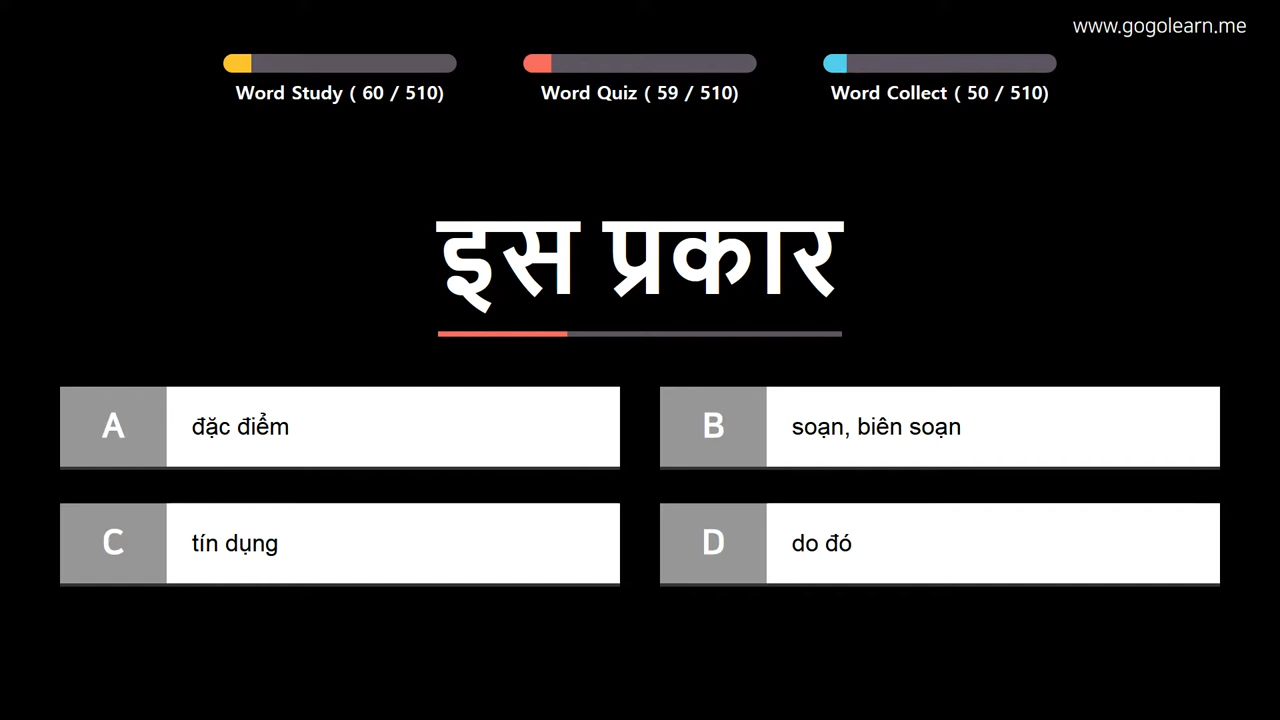 www.gogolearn.me
Word Study ( 60 / 510)
Word Quiz ( 59 / 510)
Word Collect ( 50 / 510)
इस प्रकार
A đặc điểm
B soạn, biên soạn
C tín dụng
D do đó